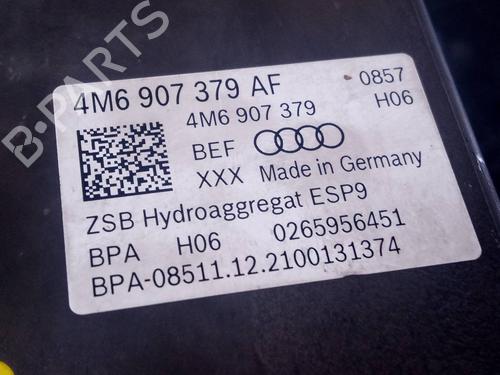 B-PARTS
4M6 907 379 AF 0857
4M6 907 379 H06
BEF
XXX Made in Germany
ZSB Hydroaggregat ESP9
BPA H06 0265956451
BPA-08511.12.2100131374